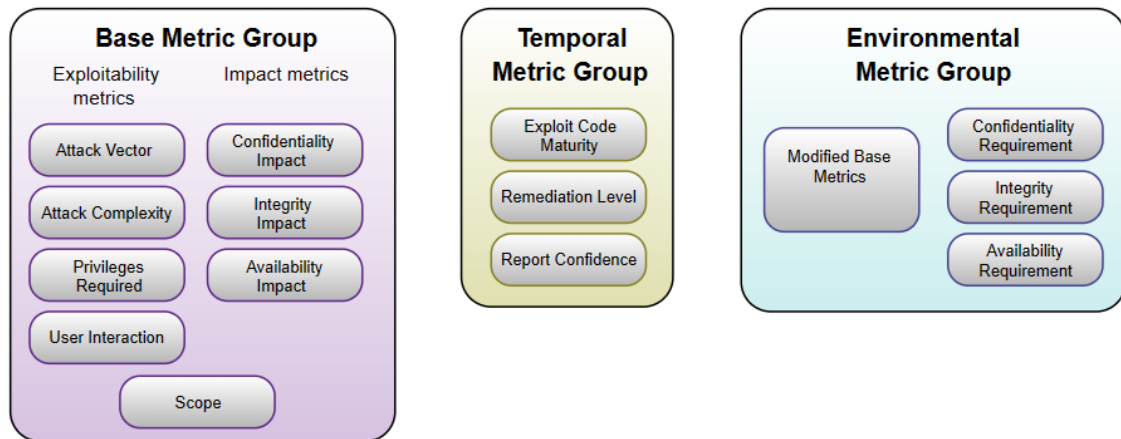 Base Metric Group
Exploitability
metrics
Impact metrics
Attack Vector
Attack Complexity
Privileges
Required
User Interaction
Confidentiality
Impact
Integrity
Impact
Availability
Impact
Scope
Temporal
Metric Group
Exploit Code
Maturity
Remediation Level
Report Confidence
Environmental
Metric Group
Modified Base
Metrics
Confidentiality
Requirement
Integrity
Requirement
Availability
Requirement